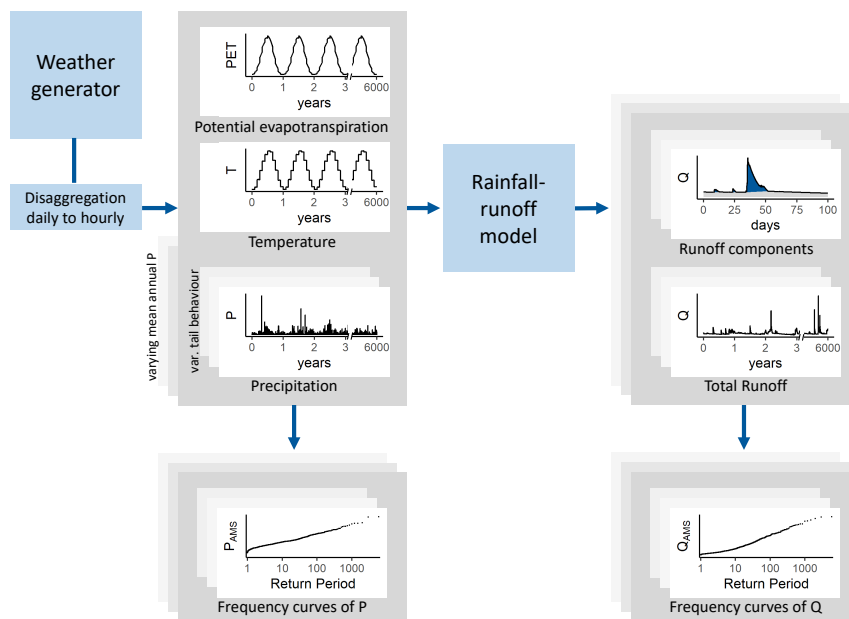 Weather
generator
Disaggregation
daily to hourly
PET
0 1 2 3 6000
years
Potential evapotranspiration
T
0 1 2 3 6000
years
Temperature
varying mean annual P
var. tail behaviour
P
0 1 2 3 6000
years
Precipitation
Rainfall-
runoff
model
Q
0 25 50 75 100
days
Runoff components
Q
0 1 2 3 6000
years
Total Runoff
PAMS
1 10 100 1000
Return Period
Frequency curves of P
QAMS
1 10 100 1000
Return Period
Frequency curves of Q